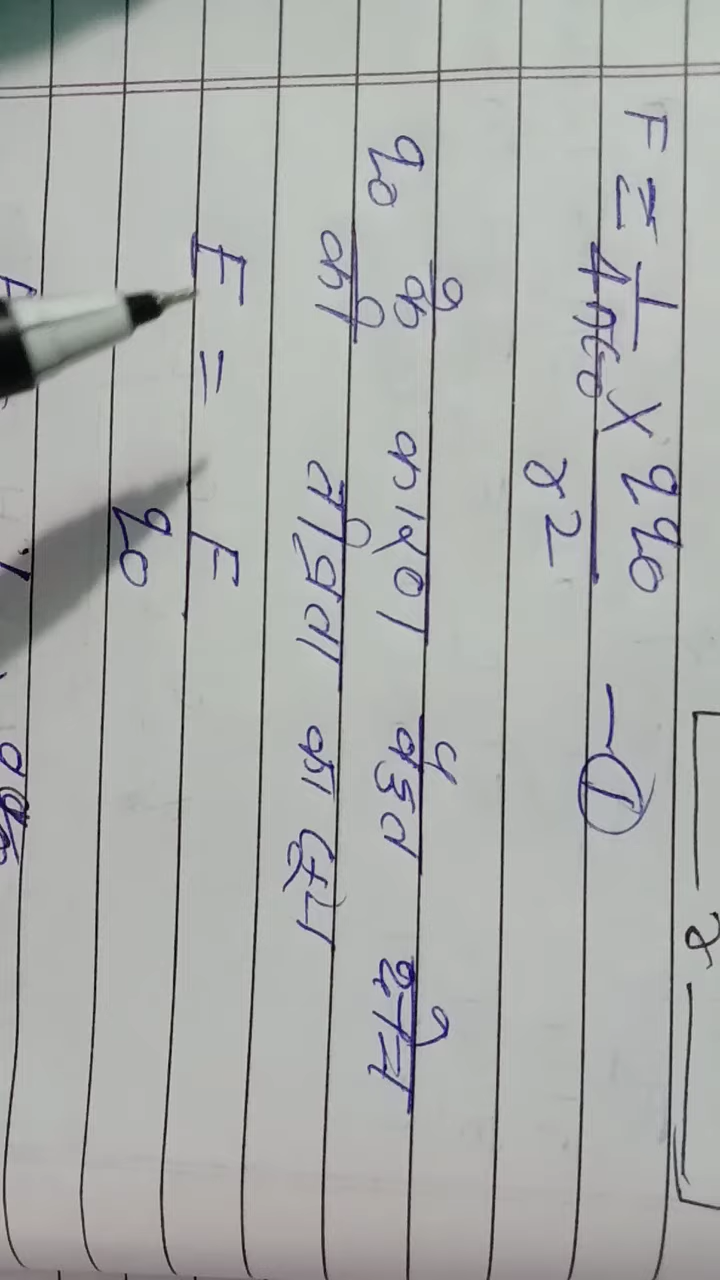 r
F = 1/4πε₀ × qq₀/r² —①
q₀ के कारण वैद्युत क्षेत्र
की तीव्रता का सूत्र
E = F/q₀